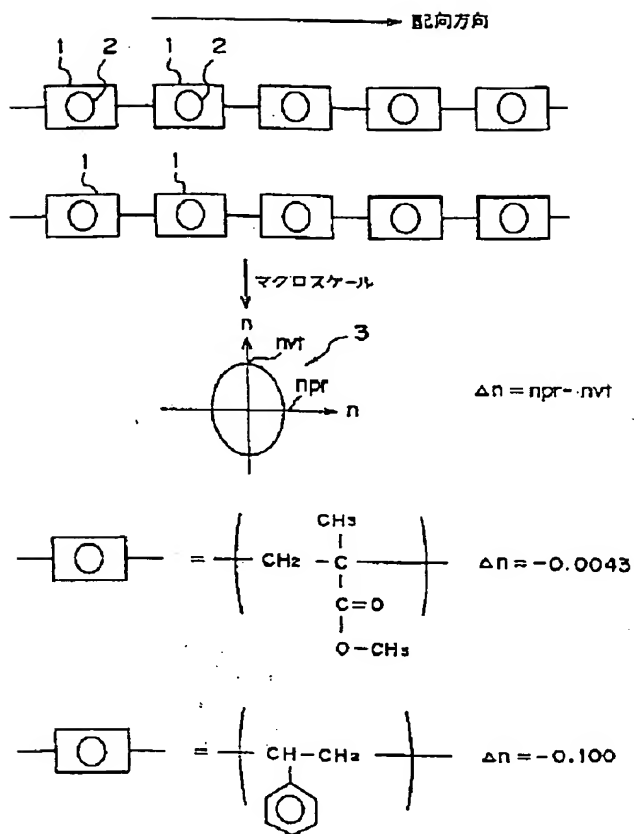 配向方向
1 2 1 2
1 1
マクロスケール
n
nvt
3
npr
n
Δn=npr-nvt
CH3
= CH2 — C — Δn=-0.0043
C=O
O—CH3
= CH—CH2 Δn=-0.100